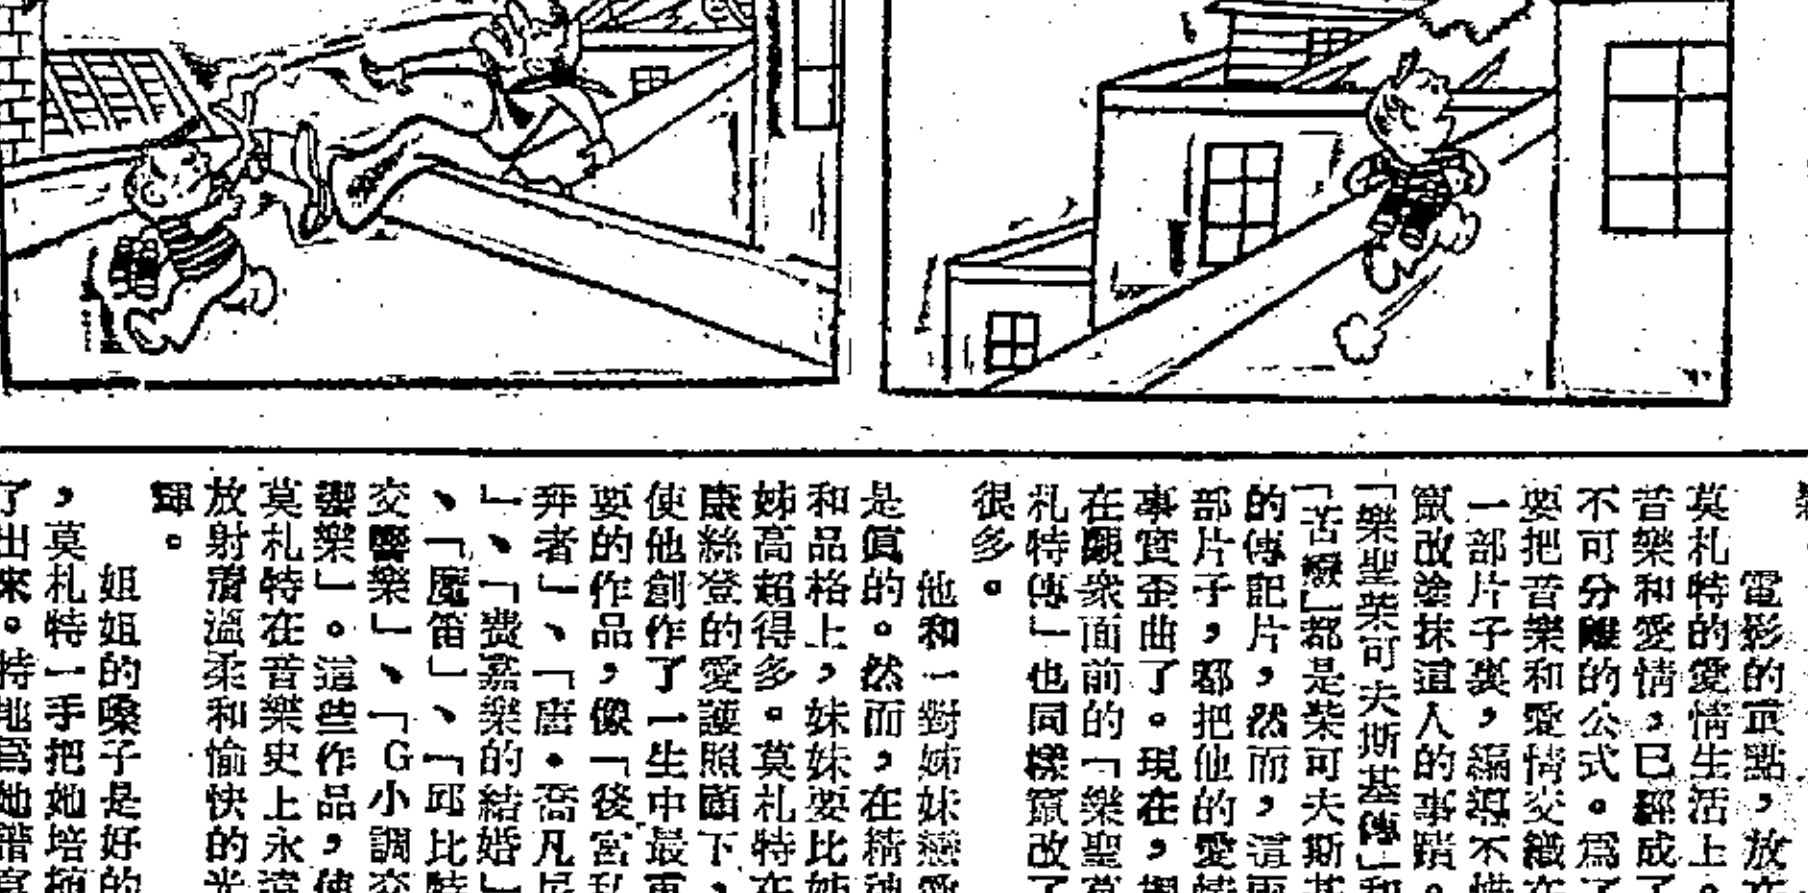 電影的重點，放在
莫札特的愛情生活上。
音樂和愛情，已經成了
不可分離的公式。爲了
要把音樂和愛情交織在
一部片子裏，編導不惜
竄改塗抹這人的事蹟。
「樂聖柴可夫斯基傳」和
「苦戀」都是柴可夫斯基
的傳記片，然而，這兩
部片子，都把他的愛情
事實歪曲了。現在，擺
在觀衆面前的「樂聖莫
札特傳」也同樣竄改了
很多。
他和一對姊妹戀愛
是眞的。然而，在精神
和品格上，妹妹要比姊
姊高超得多。莫札特在
康絲登的愛護照顧下，
使他創作了一生中最重
要的作品，像「後宮私
奔者」、「唐·喬凡尼
」、「费嘉樂的結婚」
、「魔笛」、「邱比特
交響樂」、「G小調交
響樂」。這些作品，使
莫札特在音樂史上永遠
放射着溫柔和愉快的光
輝。
姐姐的嗓子是好的
，莫札特一手把她培植
了出來。特地爲她譜寫